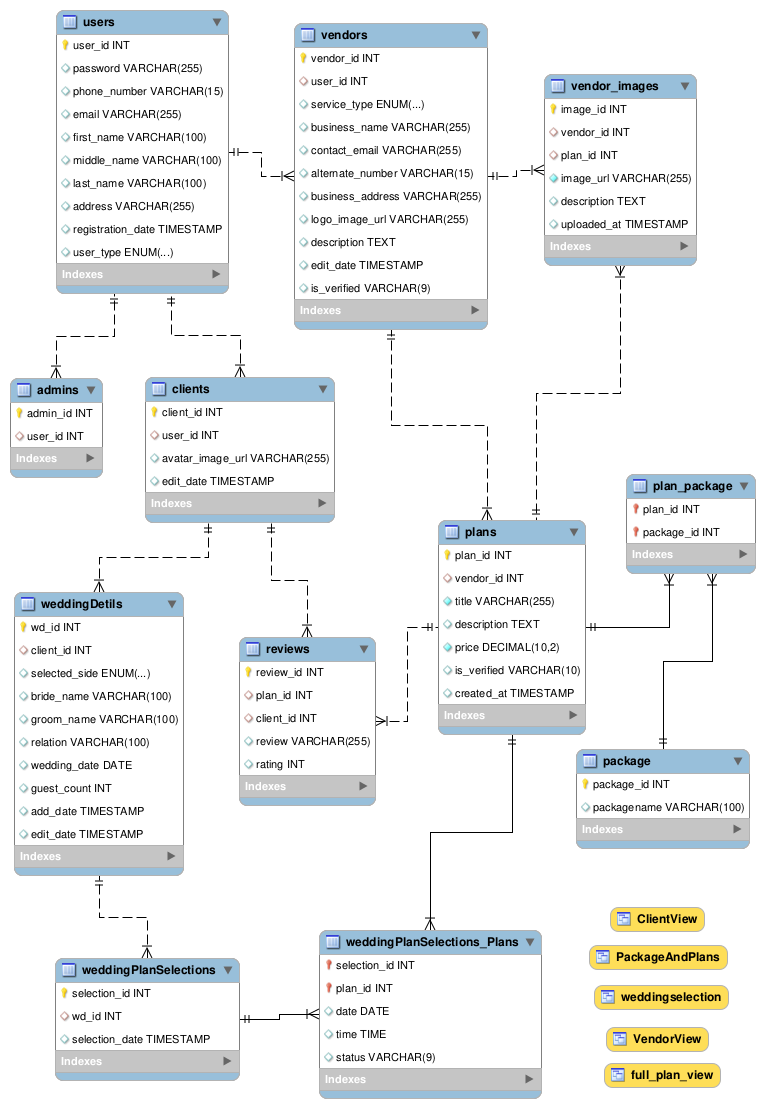 users
user_id INT
password VARCHAR(255)
phone_number VARCHAR(15)
email VARCHAR(255)
first_name VARCHAR(100)
middle_name VARCHAR(100)
last_name VARCHAR(100)
address VARCHAR(255)
registration_date TIMESTAMP
user_type ENUM(...)
Indexes
vendors
vendor_id INT
user_id INT
service_type ENUM(...)
business_name VARCHAR(255)
contact_email VARCHAR(255)
alternate_number VARCHAR(15)
business_address VARCHAR(255)
logo_image_url VARCHAR(255)
description TEXT
edit_date TIMESTAMP
is_verified VARCHAR(9)
Indexes
vendor_images
image_id INT
vendor_id INT
plan_id INT
image_url VARCHAR(255)
description TEXT
uploaded_at TIMESTAMP
Indexes
admins
admin_id INT
user_id INT
Indexes
clients
client_id INT
user_id INT
avatar_image_url VARCHAR(255)
edit_date TIMESTAMP
Indexes
plan_package
plan_id INT
package_id INT
Indexes
plans
plan_id INT
vendor_id INT
title VARCHAR(255)
description TEXT
price DECIMAL(10,2)
is_verified VARCHAR(10)
created_at TIMESTAMP
Indexes
weddingDetils
wd_id INT
client_id INT
selected_side ENUM(...)
bride_name VARCHAR(100)
groom_name VARCHAR(100)
relation VARCHAR(100)
wedding_date DATE
guest_count INT
add_date TIMESTAMP
edit_date TIMESTAMP
Indexes
reviews
review_id INT
plan_id INT
client_id INT
review VARCHAR(255)
rating INT
Indexes
package
package_id INT
packagename VARCHAR(100)
Indexes
weddingPlanSelections
selection_id INT
wd_id INT
selection_date TIMESTAMP
Indexes
weddingPlanSelections_Plans
selection_id INT
plan_id INT
date DATE
time TIME
status VARCHAR(9)
Indexes
ClientView
PackageAndPlans
weddingselection
VendorView
full_plan_view